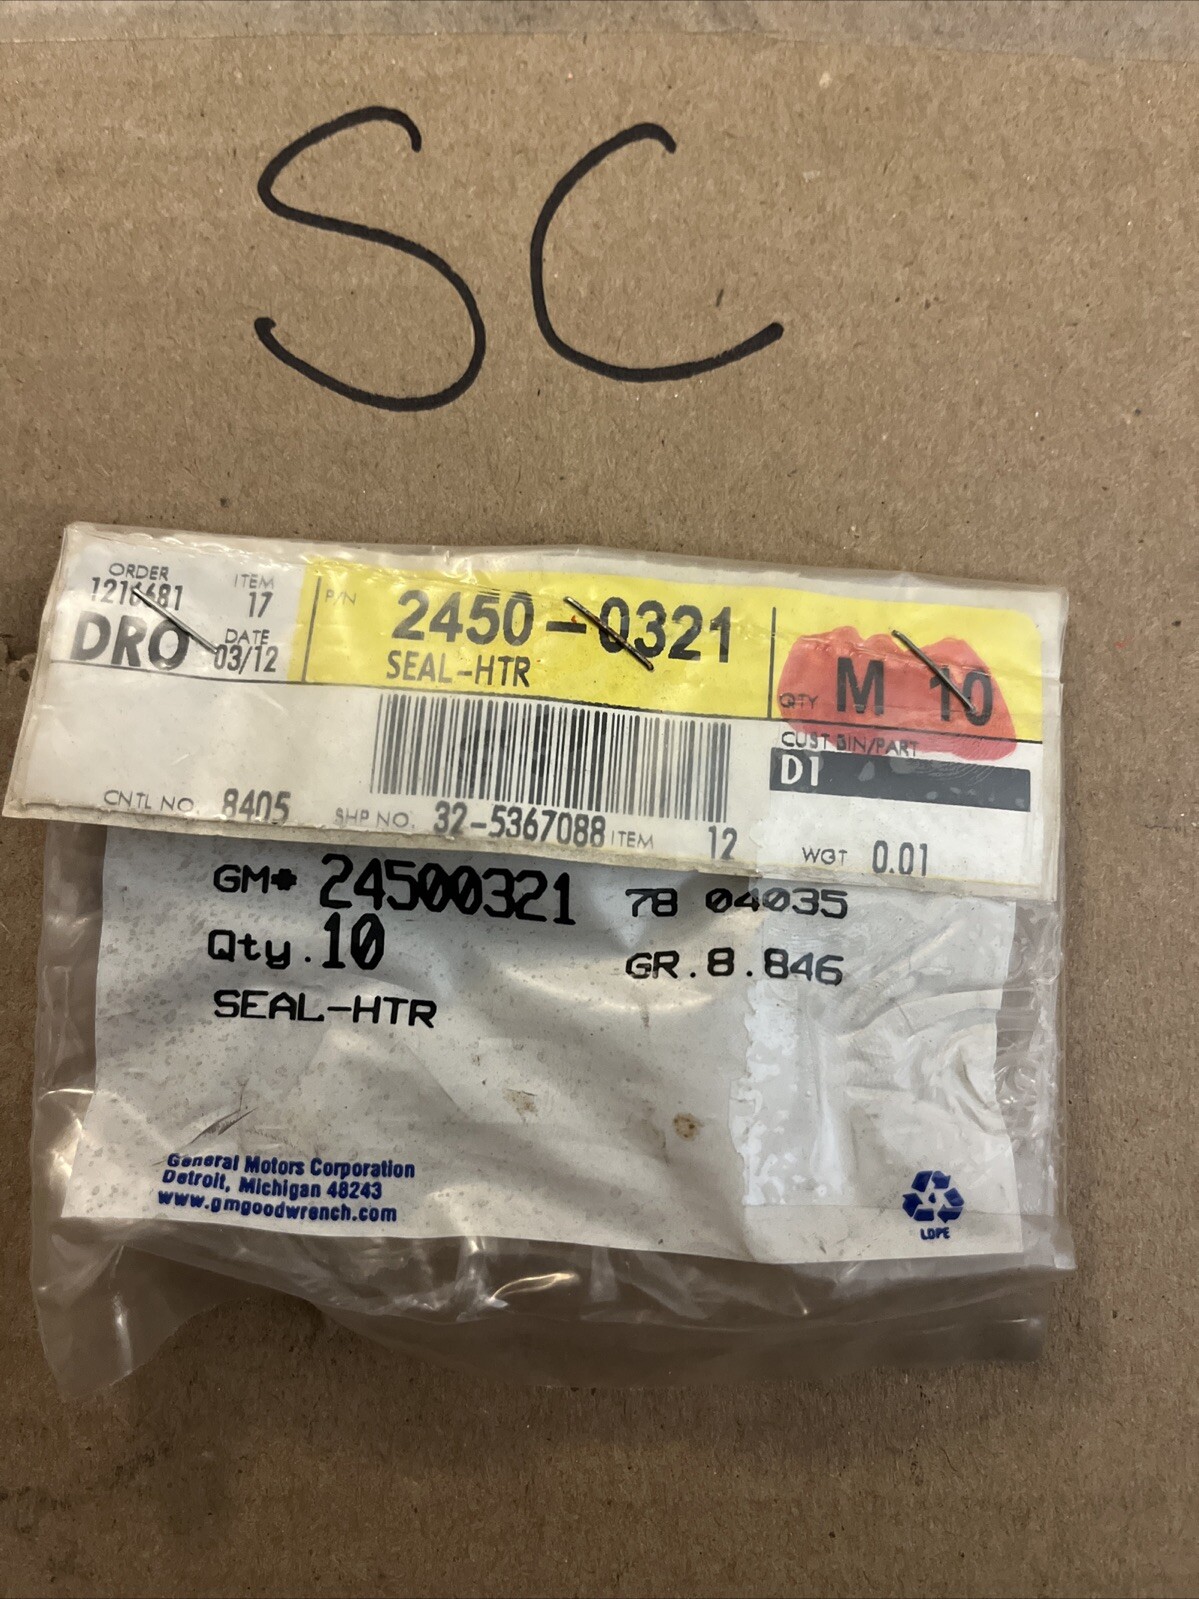 SC
ORDER ITEM
1216681 17
DRO DATE
03/12
P/N 2450-0321
SEAL-HTR
QTY M 10
CUST BIN/PART
D1
CNTL NO. 8405 SHP NO. 32-5367088 ITEM 12 WGT 0.01
GM# 24500321 78 04035
Qty.10 GR.8.846
SEAL-HTR
General Motors Corporation
Detroit, Michigan 48243
www.gmgoodwrench.com
4
LDPE